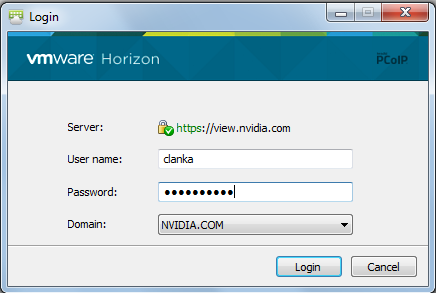 Login
vmware Horizon
PCoIP
Server:
https://view.nvidia.com
User name:
clanka
Password:
●●●●●●●●●●
Domain:
NVIDIA.COM
Login
Cancel